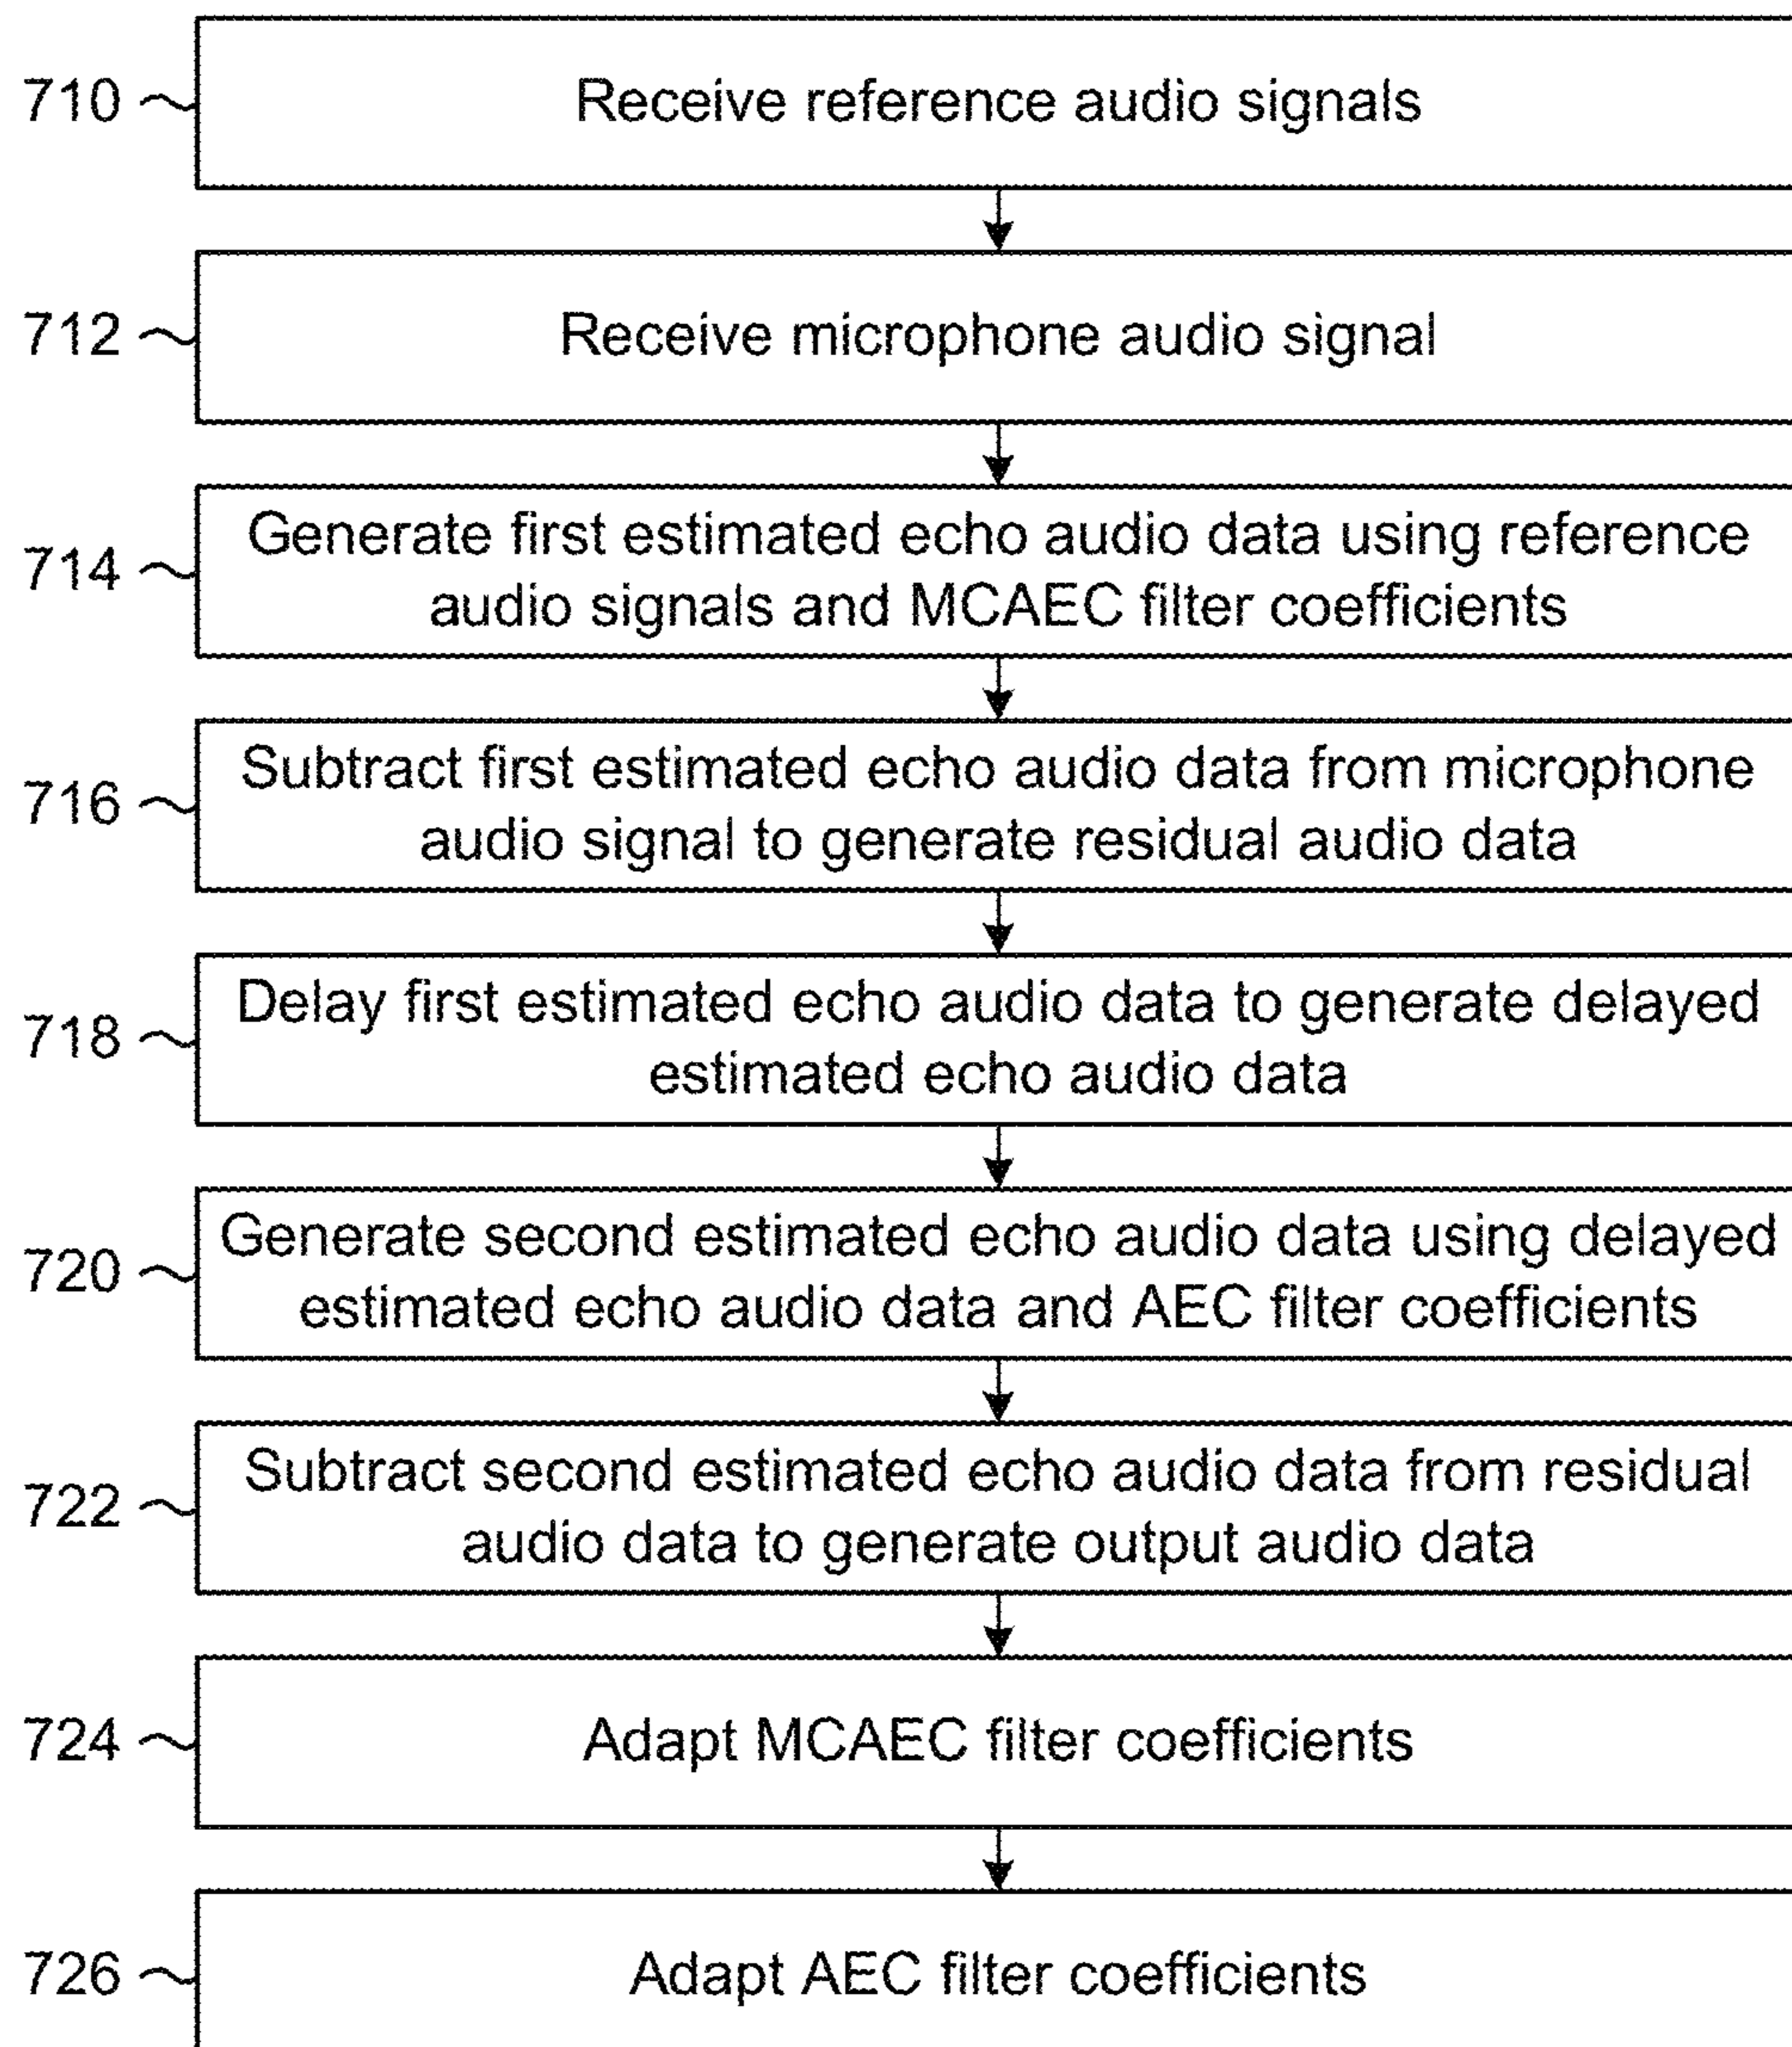 710
Receive reference audio signals
712
Receive microphone audio signal
714
Generate first estimated echo audio data using reference
audio signals and MCAEC filter coefficients
716
Subtract first estimated echo audio data from microphone
audio signal to generate residual audio data
718
Delay first estimated echo audio data to generate delayed
estimated echo audio data
720
Generate second estimated echo audio data using delayed
estimated echo audio data and AEC filter coefficients
722
Subtract second estimated echo audio data from residual
audio data to generate output audio data
724
Adapt MCAEC filter coefficients
726
Adapt AEC filter coefficients